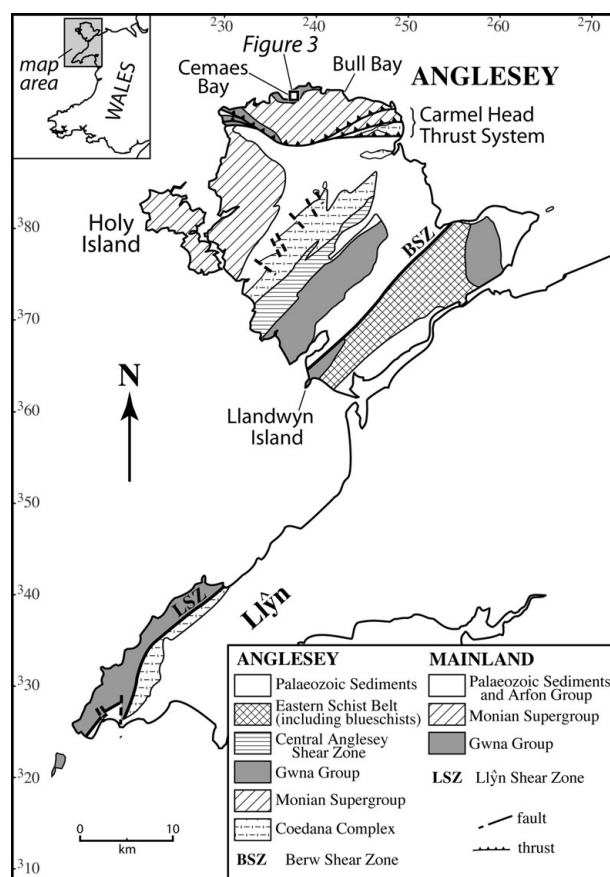 map
area
WALES
230
240
250
260
Figure 3
Cemaes
Bay
Bull Bay
ANGLESEY
Carmel Head
Thrust System
380
Holy
Island
BSZ
370
N
360
Llandwyn
Island
350
340
LSZ
Llŷn
330
320
310
0
10
km
ANGLESEY
Palaeozoic Sediments
Eastern Schist Belt
(including blueschists)
Central Anglesey
Shear Zone
Gwna Group
Monian Supergroup
Coedana Complex
BSZ Berw Shear Zone
MAINLAND
Palaeozoic Sediments
and Arfon Group
Monian Supergroup
Gwna Group
LSZ Llŷn Shear Zone
fault
thrust